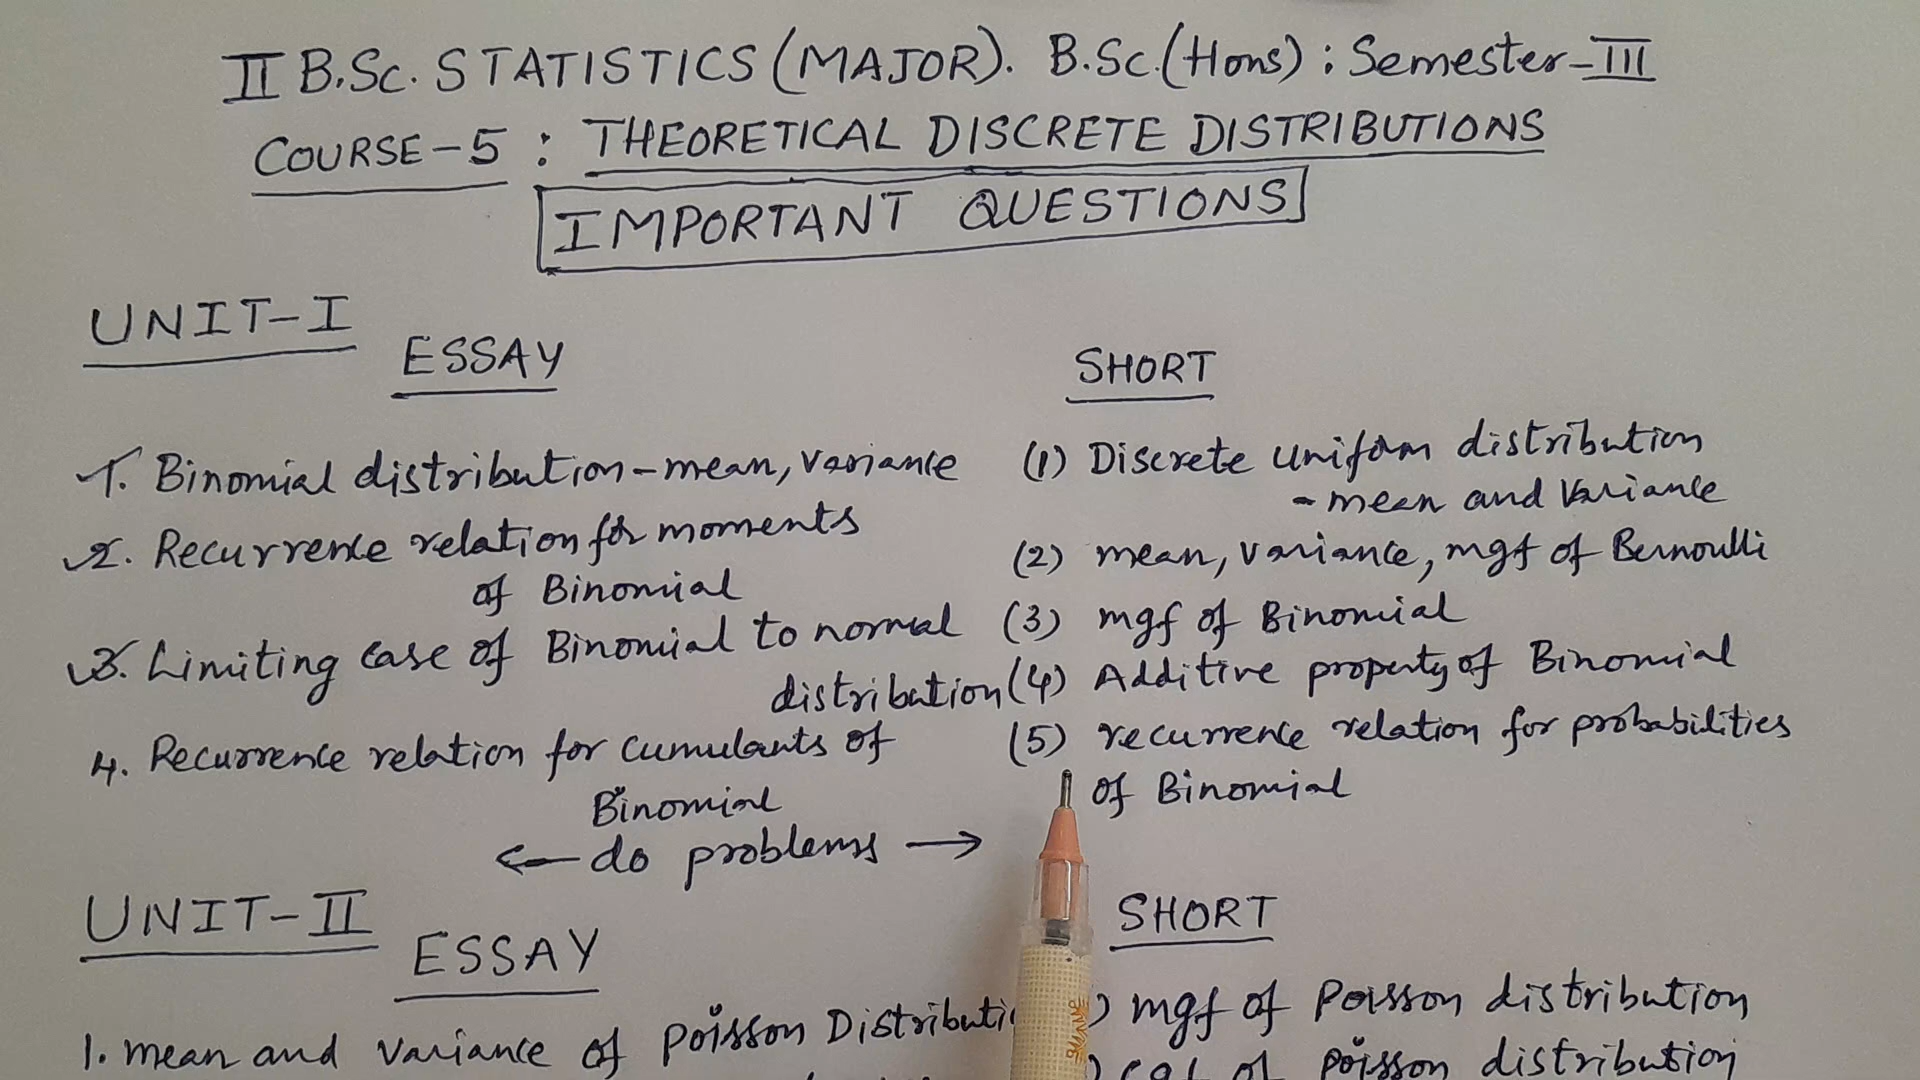 II B.Sc. STATISTICS (MAJOR). B.Sc.(Hons) : Semester-III
COURSE-5 : THEORETICAL DISCRETE DISTRIBUTIONS
IMPORTANT QUESTIONS
UNIT-I
ESSAY
1. Binomial distribution-mean, variance
2. Recurrence relation for moments
of Binomial
3. Limiting case of Binomial to normal
distribution
4. Recurrence relation for cumulants of
Binomial
SHORT
(1) Discrete uniform distribution
- mean and variance
(2) mean, variance, mgf of Bernoulli
(3) mgf of Binomial
(4) Additive property of Binomial
(5) recurrence relation for probabilities
of Binomial
← do problems →
UNIT-II
ESSAY
1. mean and variance of Poisson
SHORT
) mgf of Poisson distribution
) cgf of Poisson distribution